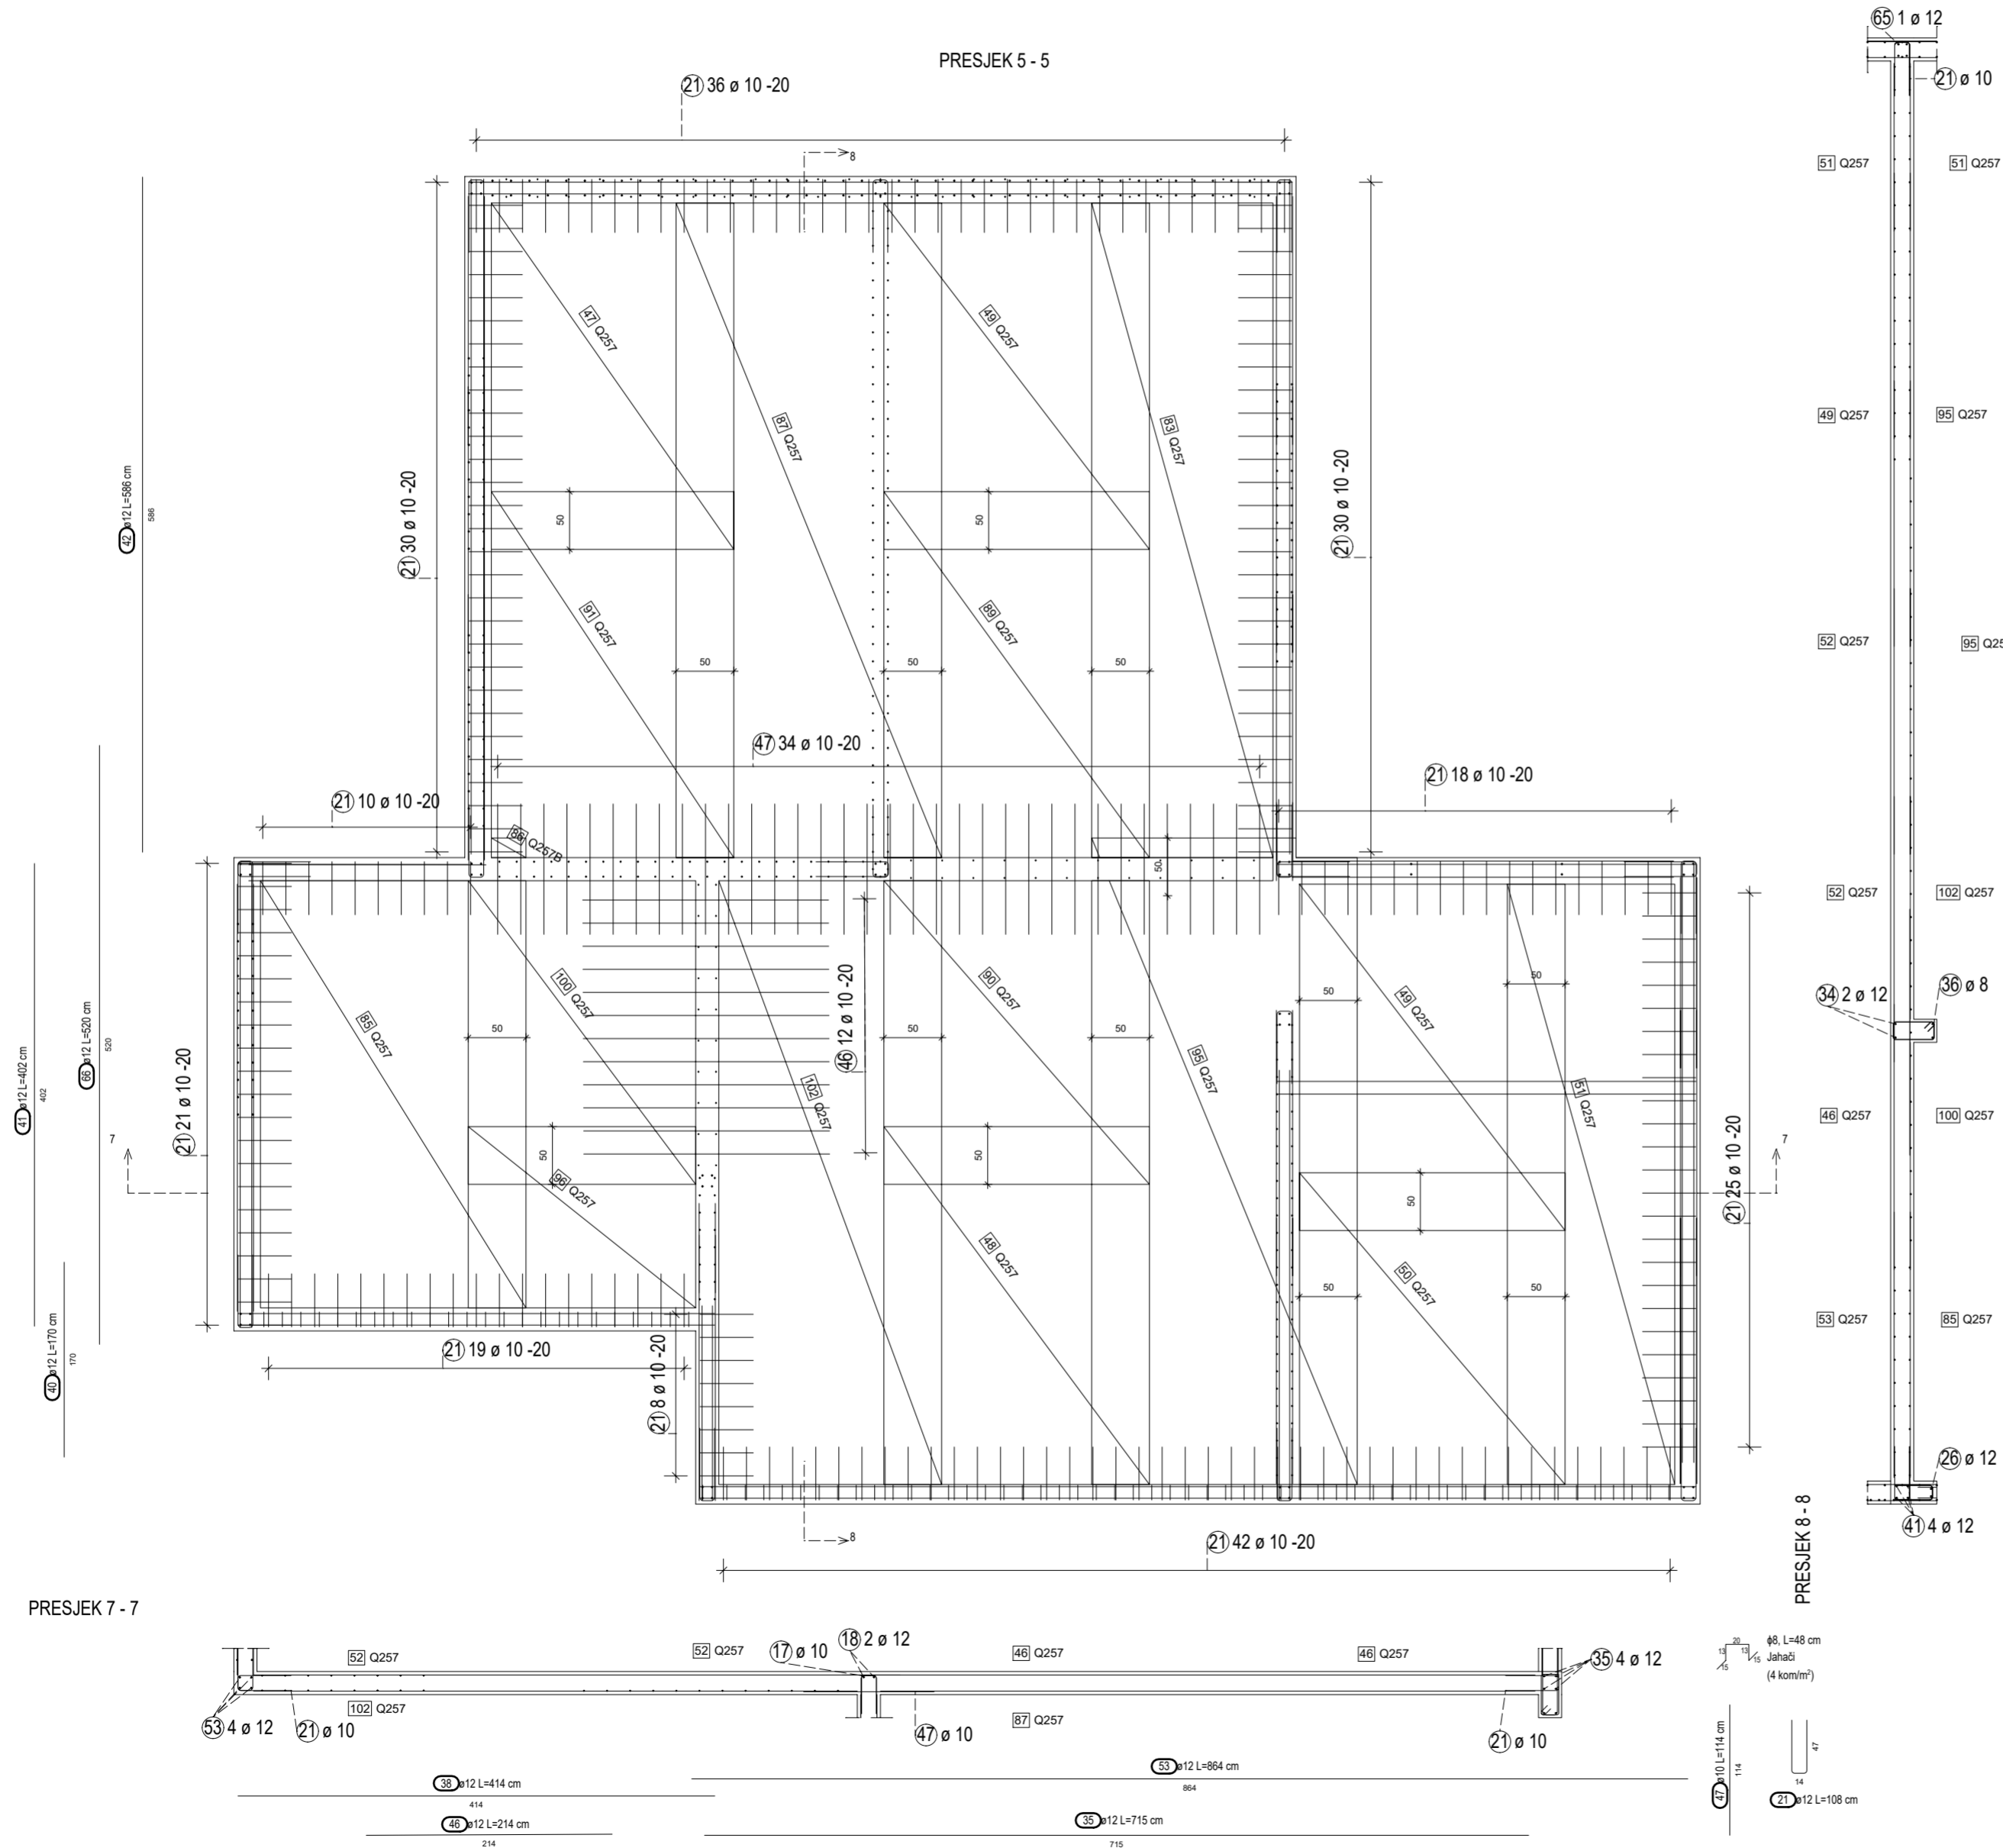 PRESJEK 5 - 5
21 36 ø 10 -20
8
65 1 ø 12
21 ø 10
51 Q257
51 Q257
47 Q257
49 Q257
87 Q257
83 Q257
49 Q257
95 Q257
42 ø12 L=586 cm
586
21 30 ø 10 -20
21 30 ø 10 -20
50
50
91 Q257
89 Q257
52 Q257
95 Q25
50
50
50
47 34 ø 10 -20
21 18 ø 10 -20
21 10 ø 10 -20
86 Q257B
50
52 Q257
102 Q257
100 Q257
90 Q257
49 Q257
50
50
34 2 ø 12
36 ø 8
85 Q257
50
46 12 ø 10 -20
50
50
95 Q257
66 ø12 L=520 cm
520
41 ø12 L=402 cm
402
21 21 ø 10 -20
102 Q257
51 Q257
46 Q257
100 Q257
7
7
50
50
96 Q257
50
21 25 ø 10 -20
48 Q257
50 Q257
50
50
53 Q257
85 Q257
40 ø12 L=170 cm
170
21 19 ø 10 -20
21 8 ø 10 -20
26 ø 12
41 4 ø 12
8
21 42 ø 10 -20
PRESJEK 8 - 8
PRESJEK 7 - 7
52 Q257
52 Q257
17 ø 10
18 2 ø 12
46 Q257
46 Q257
35 4 ø 12
20
13
13
15
15
ϕ8, L=48 cm
Jahači
(4 kom/m²)
53 4 ø 12
21 ø 10
102 Q257
47 ø 10
87 Q257
21 ø 10
47 ø10 L=114 cm
114
47
14
21 ø12 L=108 cm
38 ø12 L=414 cm
414
53 ø12 L=864 cm
864
46 ø12 L=214 cm
214
35 ø12 L=715 cm
715